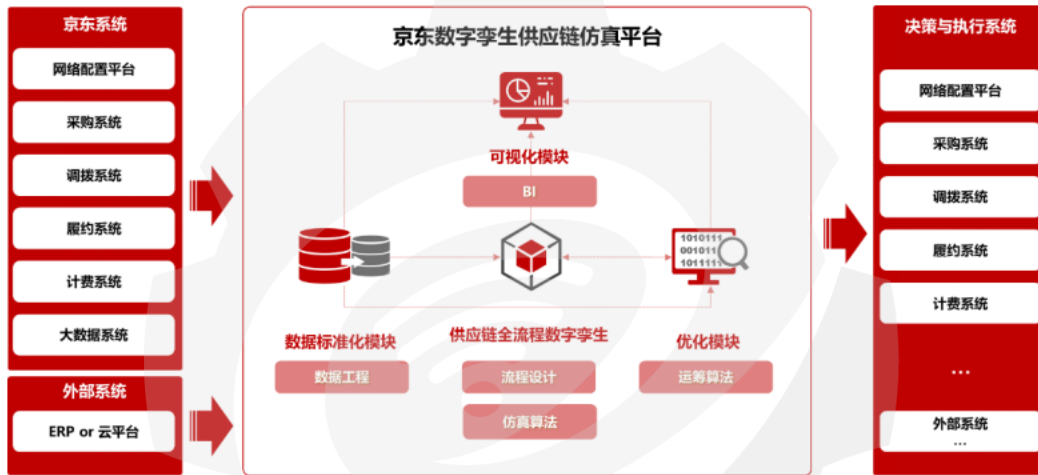 京东系统
网络配置平台
采购系统
调拨系统
履约系统
计费系统
大数据系统
外部系统
ERP or 云平台
京东数字孪生供应链仿真平台
可视化模块
BI
1010111
001011
1011111
数据标准化模块
数据工程
供应链全流程数字孪生
流程设计
仿真算法
优化模块
运筹算法
决策与执行系统
网络配置平台
采购系统
调拨系统
履约系统
计费系统
...
外部系统
...